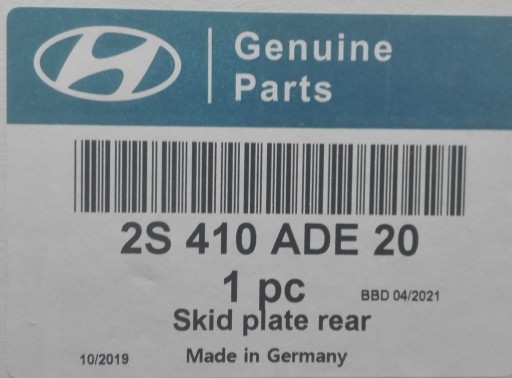 Genuine
Parts
2S 410 ADE 20
1 pc
BBD 04/2021
Skid plate rear
10/2019
Made in Germany